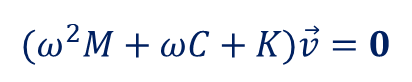 (ω²M + ωC + K)v⃗ = 𝟎